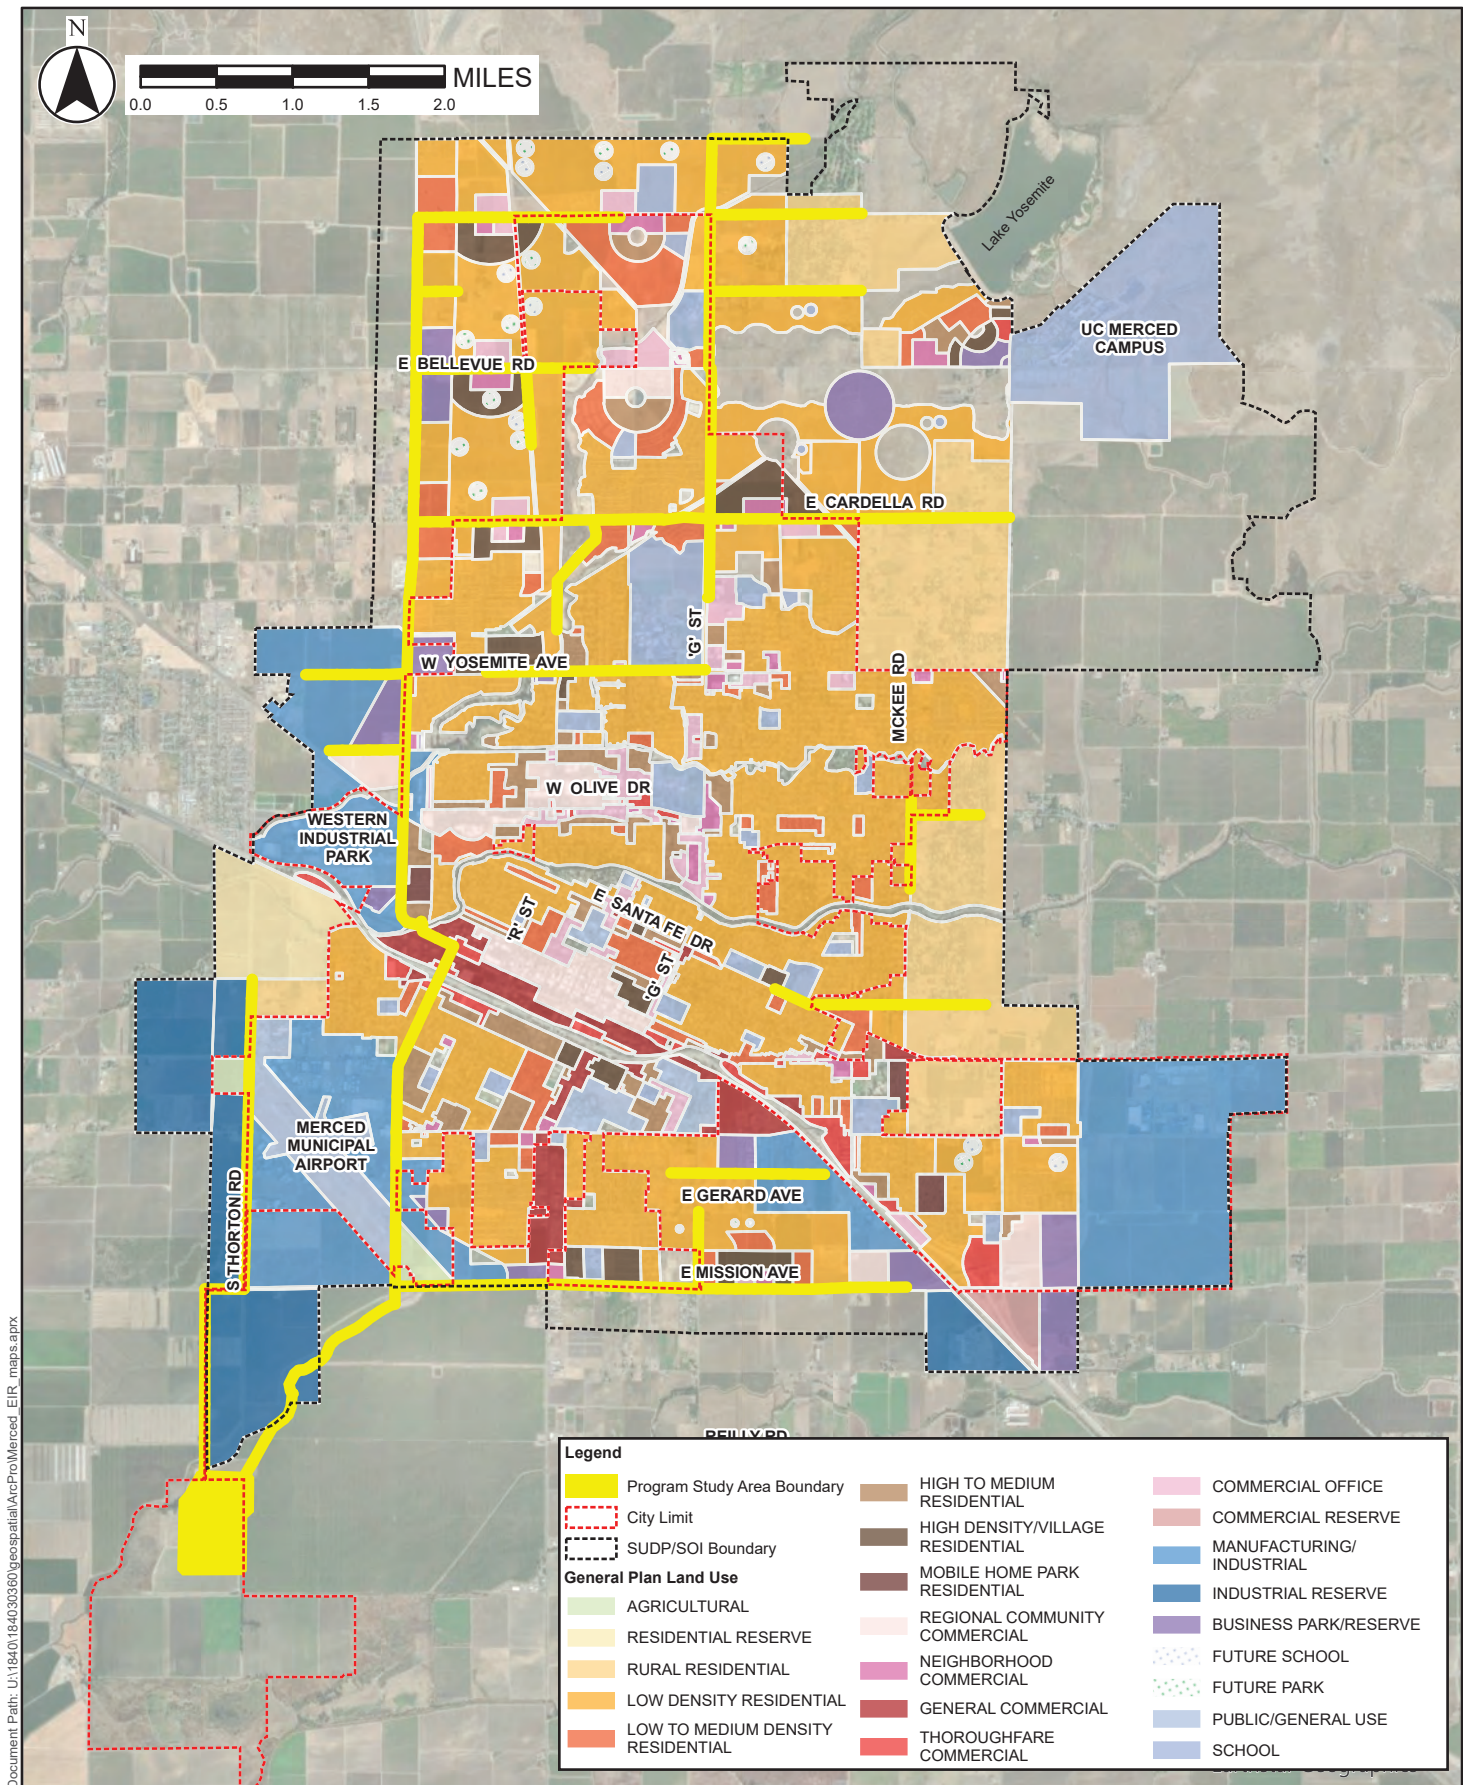 N
MILES
0.0 0.5 1.0 1.5 2.0
Lake Yosemite
UC MERCED
CAMPUS
E BELLEVUE RD
E CARDELLA RD
'G' ST
W YOSEMITE AVE
MCKEE RD
W OLIVE DR
WESTERN
INDUSTRIAL
PARK
'R' ST
E SANTA FE DR
'G' ST
MERCED
MUNICIPAL
AIRPORT
S THORTON RD
E GERARD AVE
E MISSION AVE
REILLY RD
Legend
Program Study Area Boundary
City Limit
SUDP/SOI Boundary
General Plan Land Use
AGRICULTURAL
RESIDENTIAL RESERVE
RURAL RESIDENTIAL
LOW DENSITY RESIDENTIAL
LOW TO MEDIUM DENSITY
RESIDENTIAL
HIGH TO MEDIUM
RESIDENTIAL
HIGH DENSITY/VILLAGE
RESIDENTIAL
MOBILE HOME PARK
RESIDENTIAL
REGIONAL COMMUNITY
COMMERCIAL
NEIGHBORHOOD
COMMERCIAL
GENERAL COMMERCIAL
THOROUGHFARE
COMMERCIAL
COMMERCIAL OFFICE
COMMERCIAL RESERVE
MANUFACTURING/
INDUSTRIAL
INDUSTRIAL RESERVE
BUSINESS PARK/RESERVE
FUTURE SCHOOL
FUTURE PARK
PUBLIC/GENERAL USE
SCHOOL
Document Path: U:\1840\184030360\geospatial\ArcPro\Merced_EIR_maps.aprx